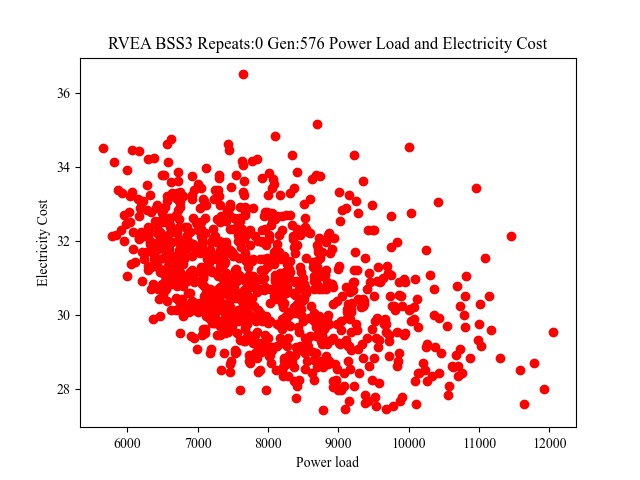 RVEA BSS3 Repeats:0 Gen:576 Power Load and Electricity Cost
36
34
32
30
28
Electricity Cost
6000 7000 8000 9000 10000 11000 12000
Power load